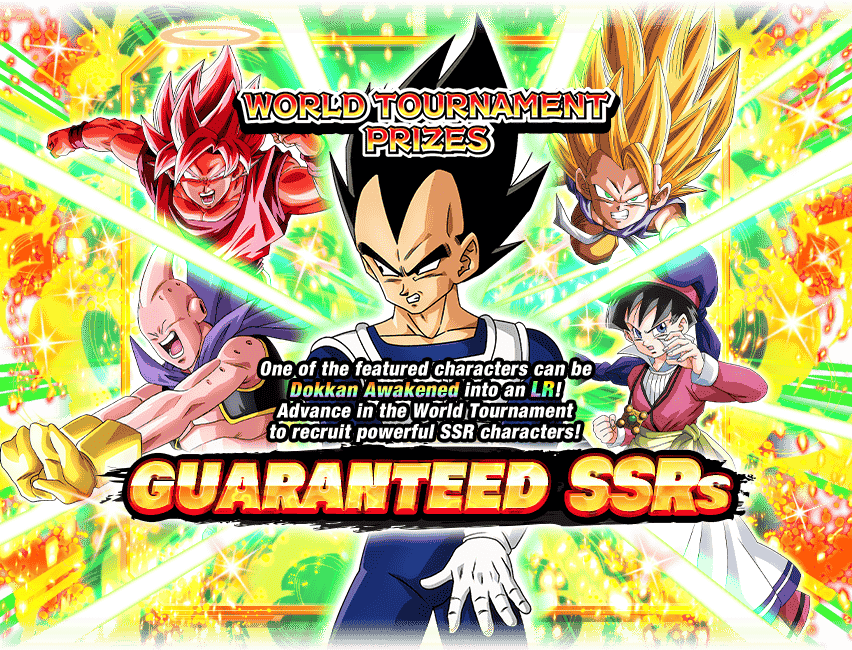 WORLD TOURNAMENT
PRIZES
One of the featured characters can be
Dokkan Awakened into an LR!
Advance in the World Tournament
to recruit powerful SSR characters!
GUARANTEED SSRs